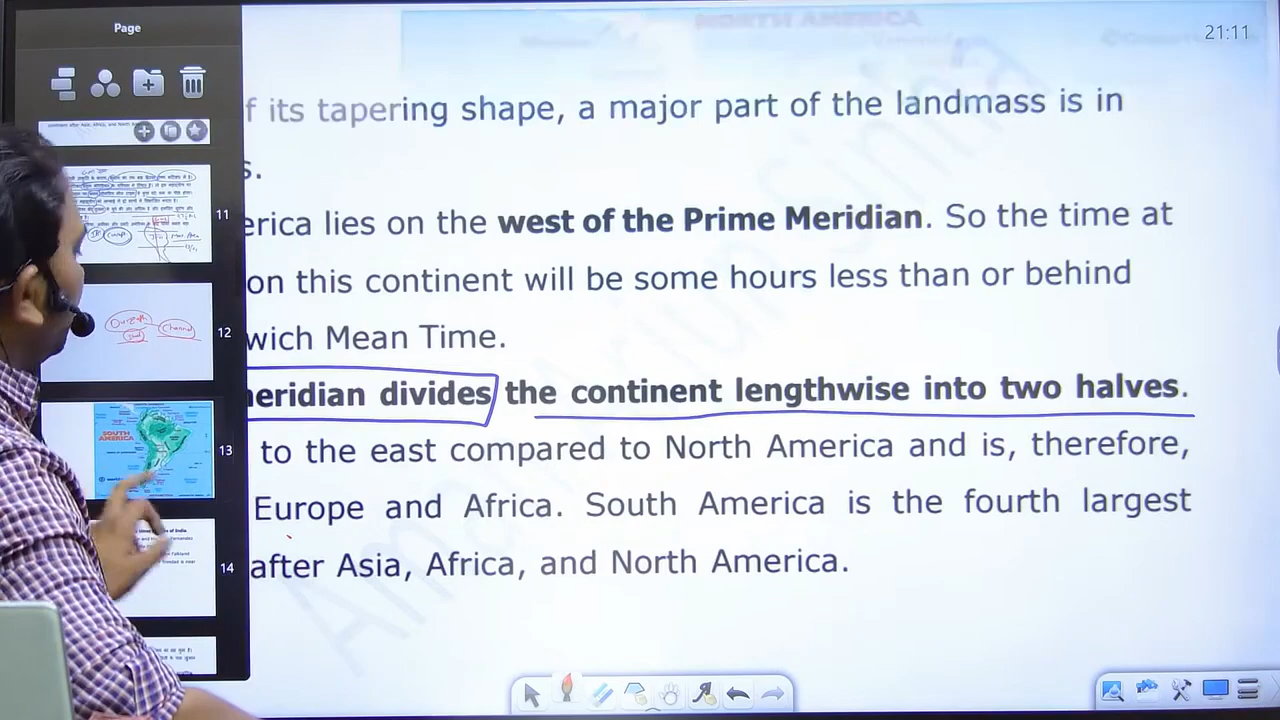 Page
21:11
NORTH AMERICA
f its tapering shape, a major part of the landmass is in
s.
erica lies on the west of the Prime Meridian. So the time at
on this continent will be some hours less than or behind
wich Mean Time.
eridian divides the continent lengthwise into two halves.
to the east compared to North America and is, therefore,
Europe and Africa. South America is the fourth largest
after Asia, Africa, and North America.
11
12
Channel
13
SOUTH AMERICA
14